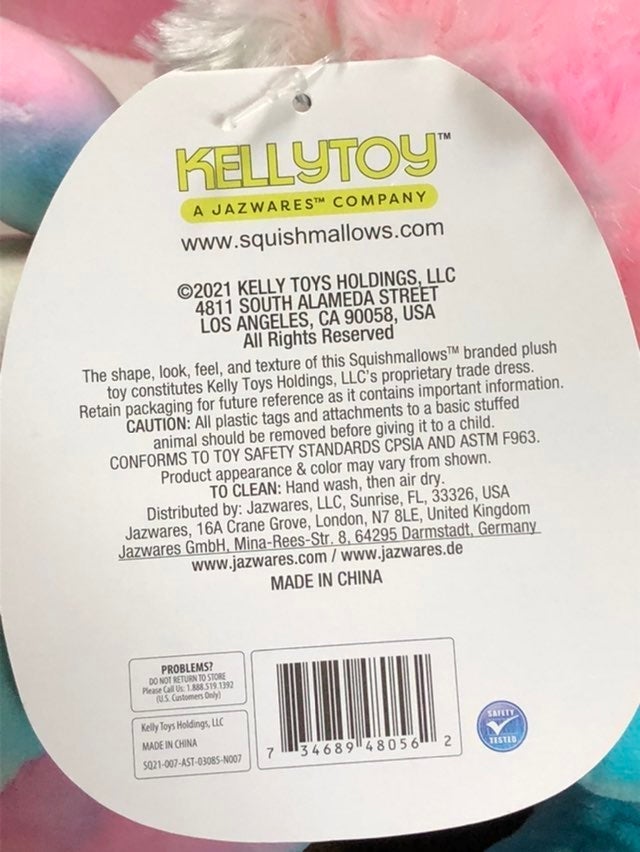 KELLYTOY™
A JAZWARES™ COMPANY
www.squishmallows.com
©2021 KELLY TOYS HOLDINGS, LLC
4811 SOUTH ALAMEDA STREET
LOS ANGELES, CA 90058, USA
All Rights Reserved
The shape, look, feel, and texture of this Squishmallows™ branded plush
toy constitutes Kelly Toys Holdings, LLC's proprietary trade dress.
Retain packaging for future reference as it contains important information.
CAUTION: All plastic tags and attachments to a basic stuffed
animal should be removed before giving it to a child.
CONFORMS TO TOY SAFETY STANDARDS CPSIA AND ASTM F963.
Product appearance & color may vary from shown.
TO CLEAN: Hand wash, then air dry.
Distributed by: Jazwares, LLC, Sunrise, FL, 33326, USA
Jazwares, 16A Crane Grove, London, N7 8LE, United Kingdom
Jazwares GmbH, Mina-Rees-Str. 8, 64295 Darmstadt, Germany
www.jazwares.com / www.jazwares.de
MADE IN CHINA
PROBLEMS?
DO NOT RETURN TO STORE
Please Call Us: 1.888.519.1392
(U.S. Customers Only)
Kelly Toys Holdings, LLC
MADE IN CHINA
SQ21-007-AST-03085-N007
7 34689 48056 2
SAFETY
TESTED